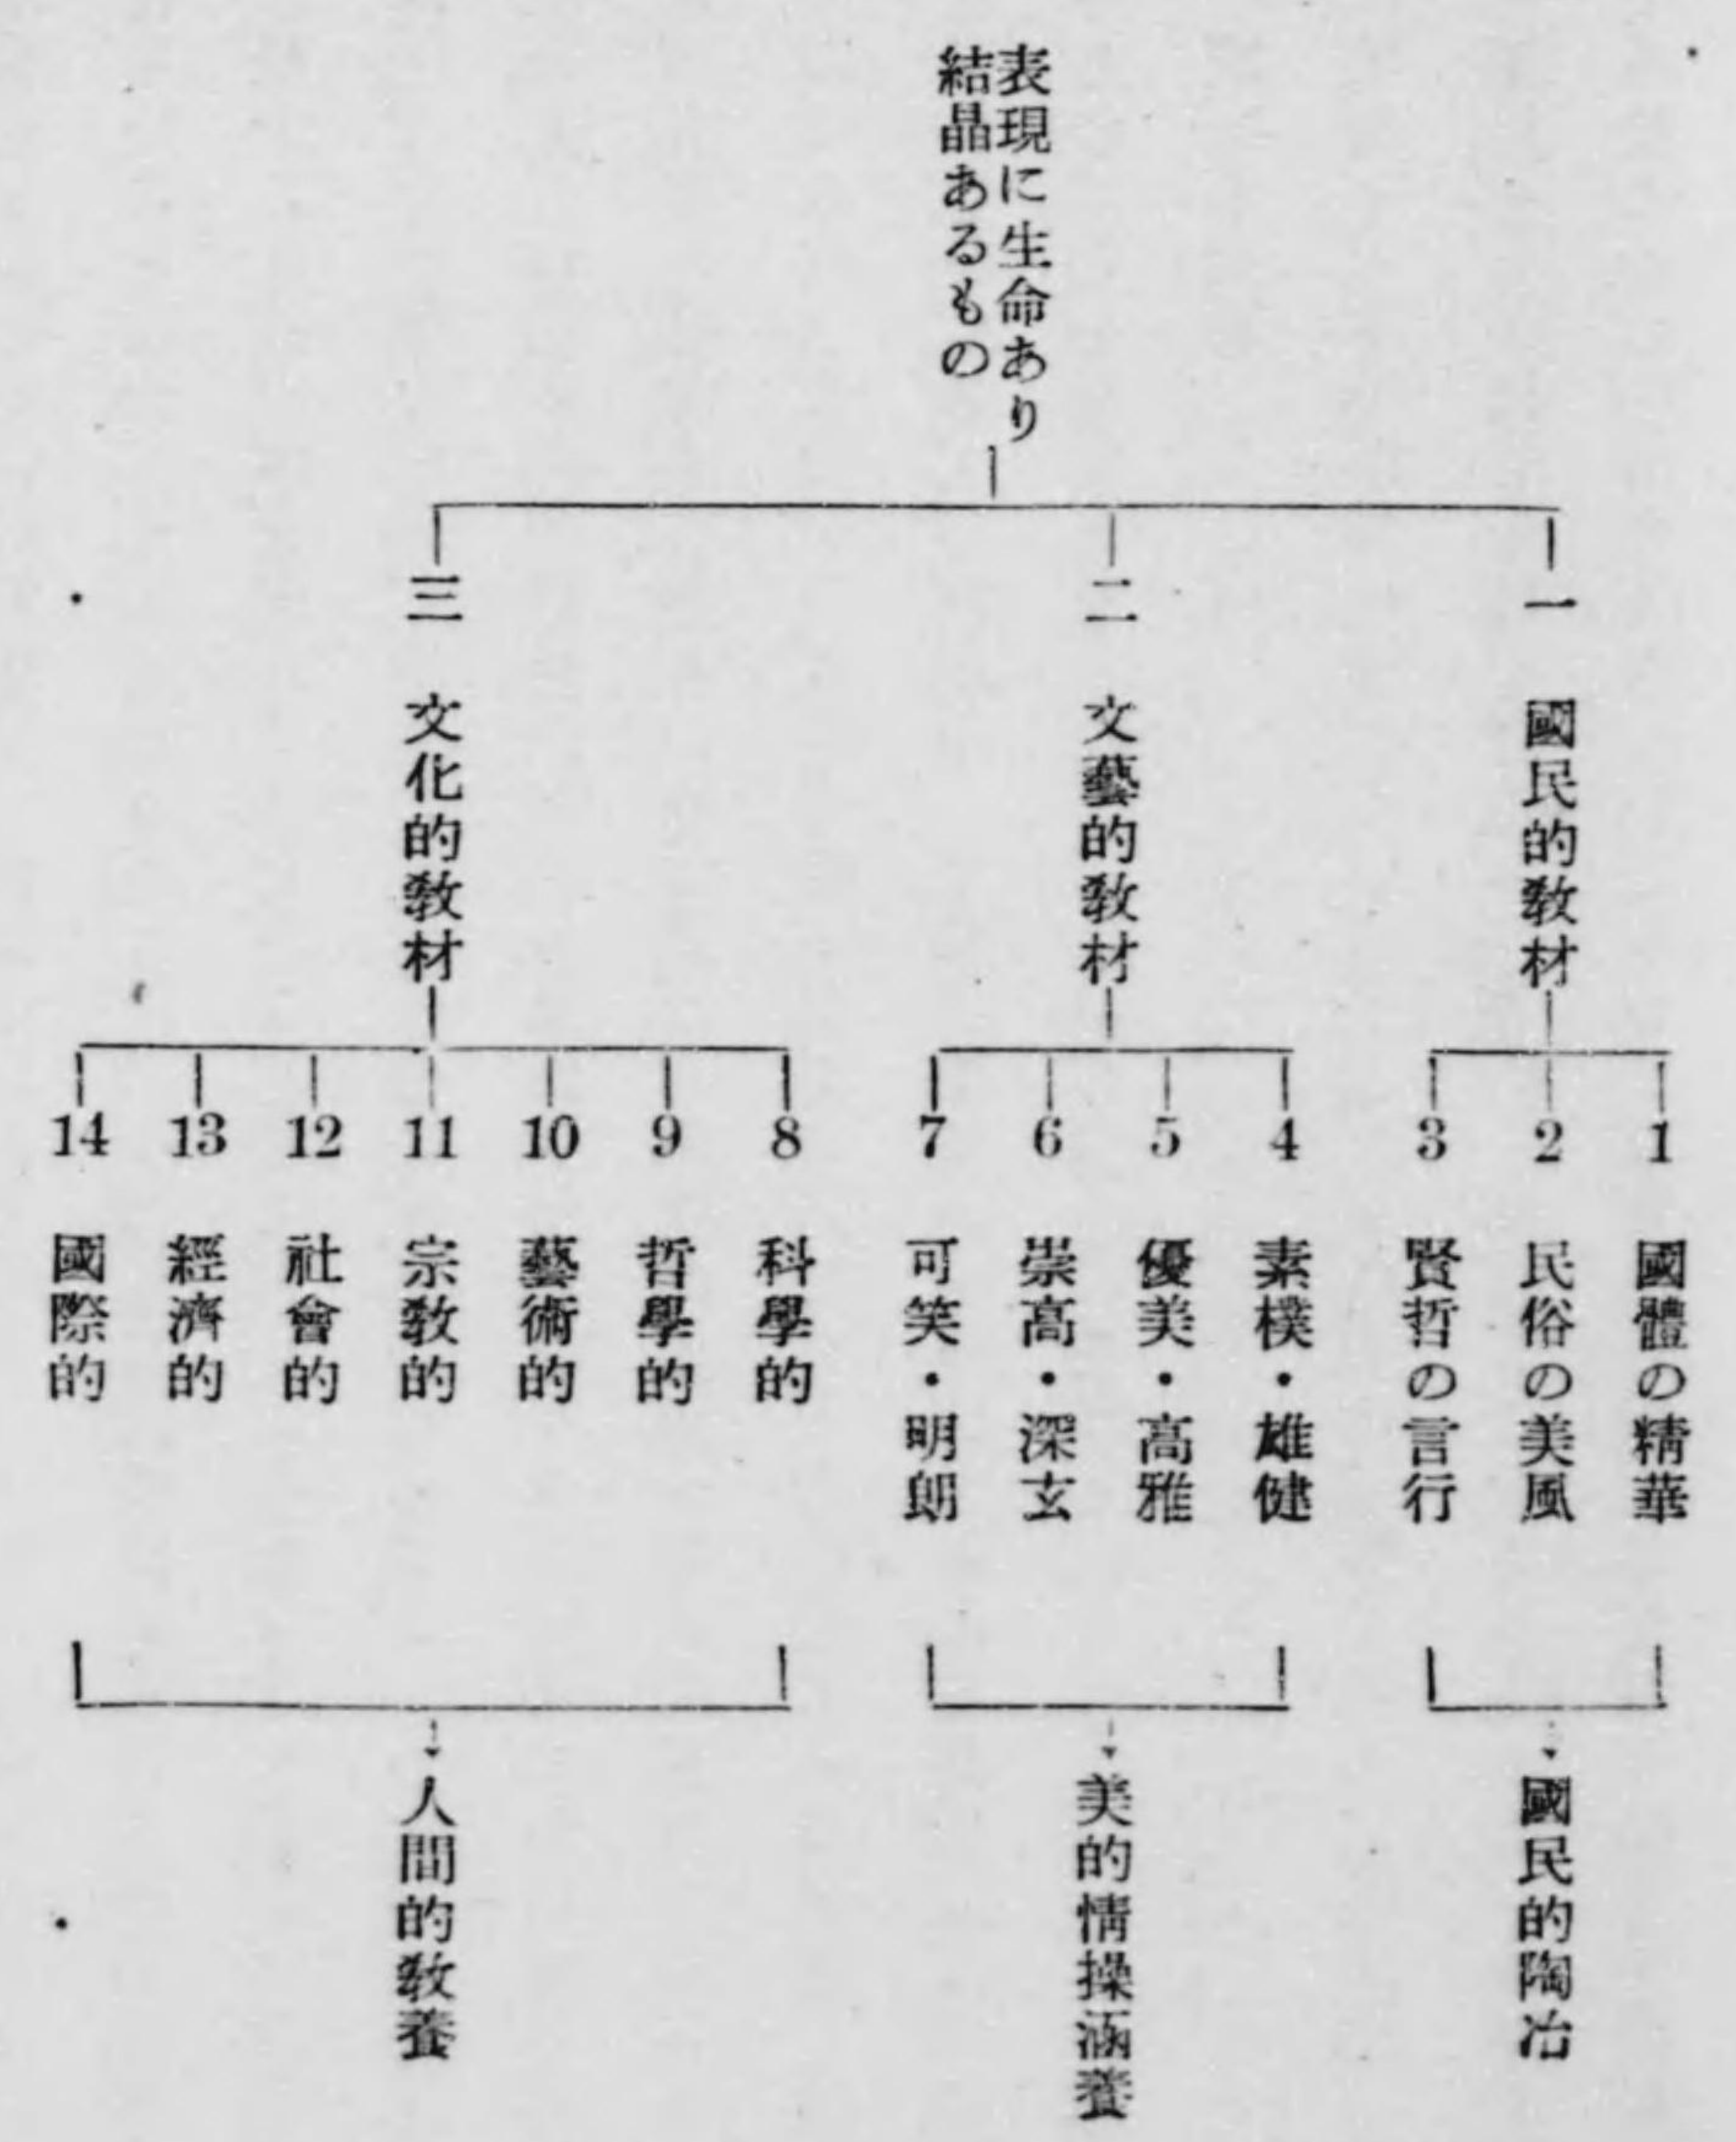 表現に生命あり
結晶あるもの
一 國民的教材
1 國體の精華
2 民俗の美風
3 賢哲の言行
國民的陶冶
二 文藝的教材
4 素樸・雄健
5 優美・高雅
6 崇高・深玄
7 可笑・明朗
美的情操涵養
三 文化的教材
8 科學的
9 哲學的
10 藝術的
11 宗教的
12 社會的
13 經濟的
14 國際的
人間的教養